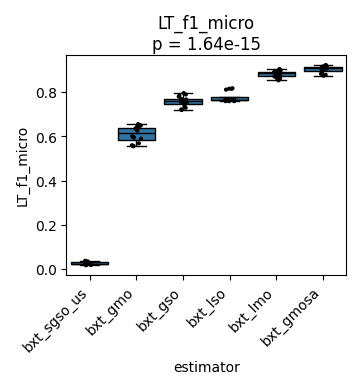 LT_f1_micro
p = 1.64e-15
LT_f1_micro
0.8
0.6
0.4
0.2
0.0
bxt_sgso_us
bxt_gmo
bxt_gso
bxt_lso
bxt_lmo
bxt_gmosa
estimator